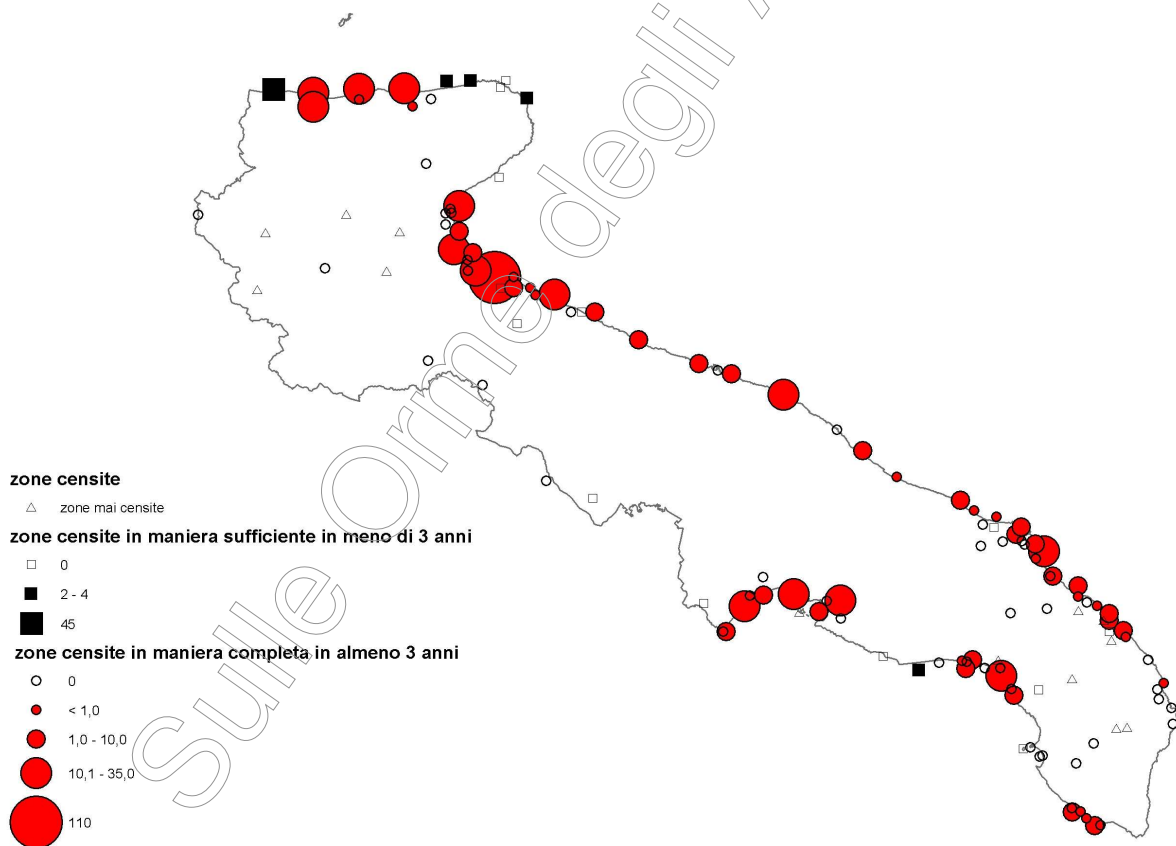 zone censite
zone mai censite
zone censite in maniera sufficiente in meno di 3 anni
0
2 - 4
45
zone censite in maniera completa in almeno 3 anni
0
< 1,0
1,0 - 10,0
10,1 - 35,0
110
Sulle Orme degli